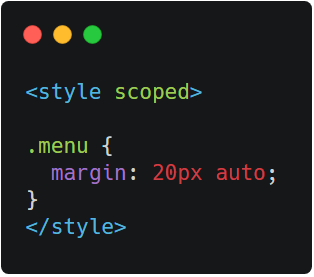 <style scoped>

.menu {
  margin: 20px auto;
}
</style>